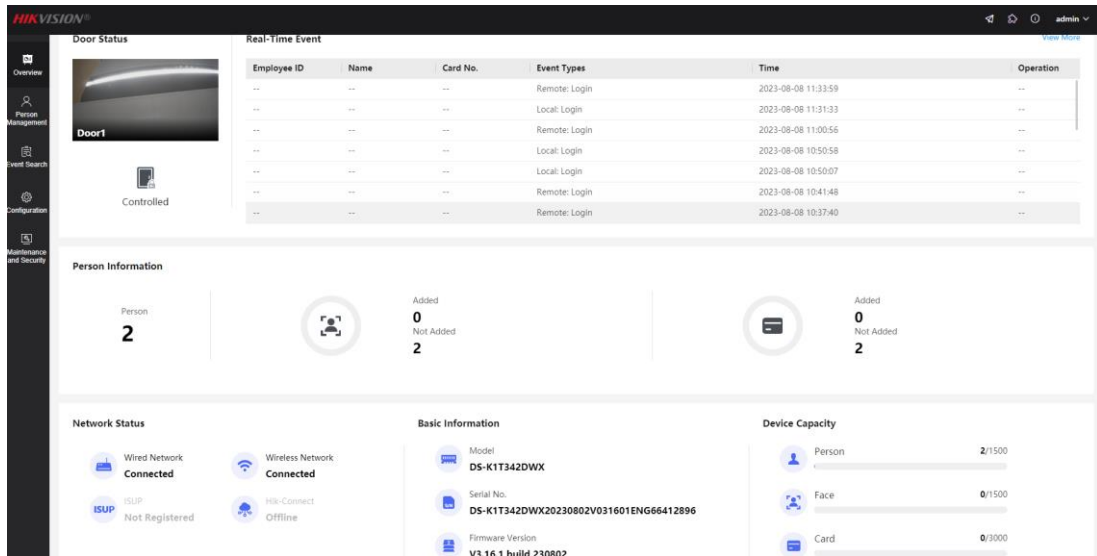 HIKVISION®
admin
Overview
Person
Management
Event Search
Configuration
Maintenance
and Security
Door Status
Door1
Controlled
Real-Time Event
View More
Employee ID Name Card No. Event Types Time Operation
-- -- -- Remote: Login 2023-08-08 11:33:59 --
-- -- -- Local: Login 2023-08-08 11:31:33 --
-- -- -- Remote: Login 2023-08-08 11:00:56 --
-- -- -- Local: Login 2023-08-08 10:50:58 --
-- -- -- Local: Login 2023-08-08 10:50:07 --
-- -- -- Remote: Login 2023-08-08 10:41:48 --
-- -- -- Remote: Login 2023-08-08 10:37:40 --
Person Information
Person
2
Added
0
Not Added
2
Added
0
Not Added
2
Network Status
Wired Network
Connected
Wireless Network
Connected
ISUP
ISUP
Not Registered
Hik-Connect
Offline
Basic Information
Model
DS-K1T342DWX
Serial No.
DS-K1T342DWX20230802V031601ENG66412896
Firmware Version
V3.16.1 build 230802
Device Capacity
Person 2/1500
Face 0/1500
Card 0/3000